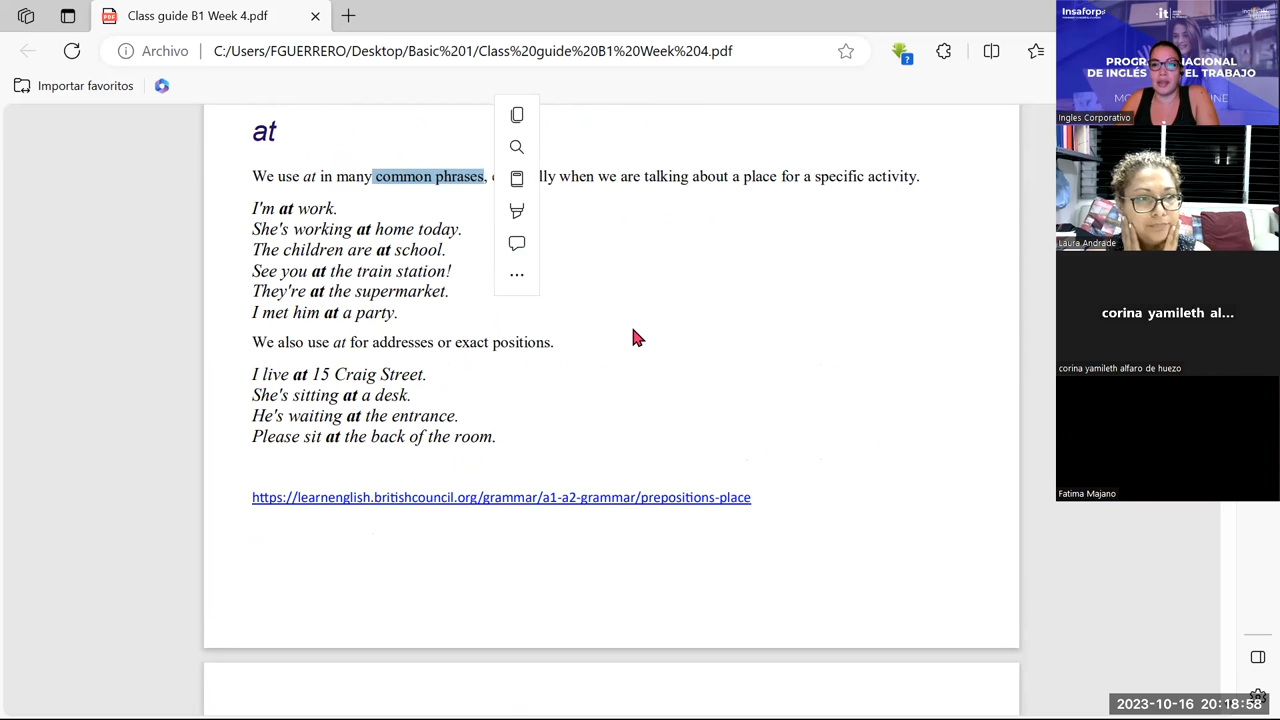 Class guide B1 Week 4.pdf
Archivo
C:/Users/FGUERRERO/Desktop/Basic%201/Class%20guide%20B1%20Week%204.pdf
Importar favoritos
at
We use at in many common phrases, when we are talking about a place for a specific activity.
I'm at work.
She's working at home today.
The children are at school.
See you at the train station!
They're at the supermarket.
I met him at a party.
We also use at for addresses or exact positions.
I live at 15 Craig Street.
She's sitting at a desk.
He's waiting at the entrance.
Please sit at the back of the room.
https://learnenglish.britishcouncil.org/grammar/a1-a2-grammar/prepositions-place
Insaforp
it
DE INGLÉS EL TRABAJO
Ingles Corporativo
Laura Andrade
corina yamileth al...
corina yamileth alfaro de huezo
Fatima Majano
2023-10-16 20:18:58